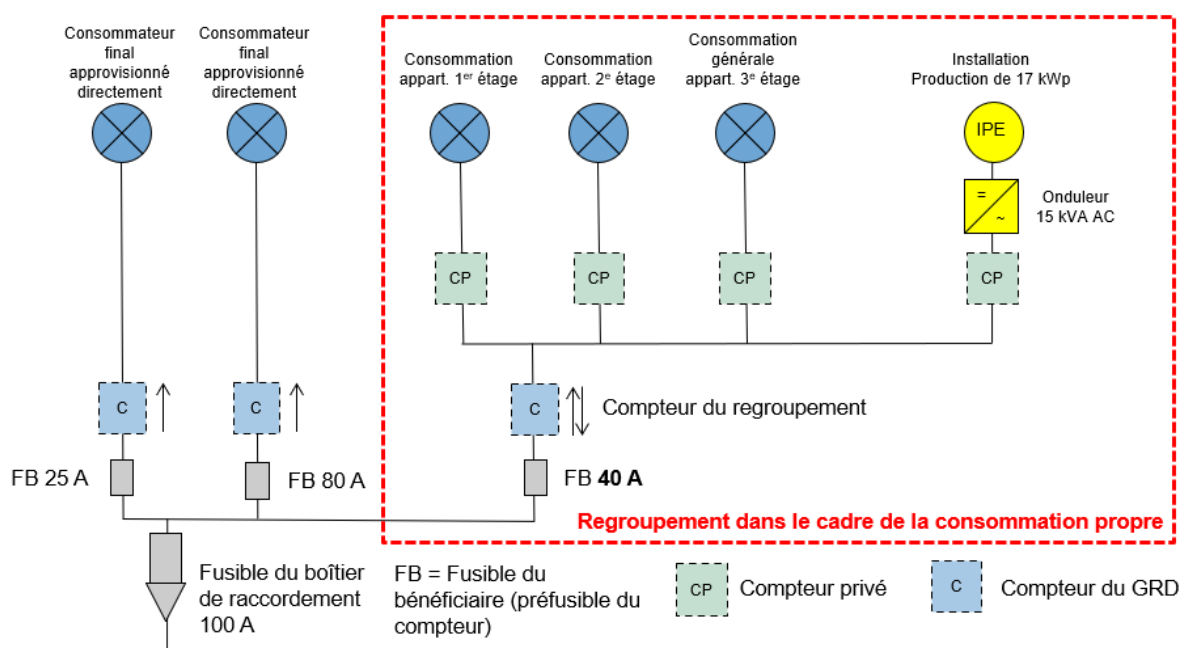 Consommateur
final
approvisionné
directement
Consommateur
final
approvisionné
directement
Consommation
appart. 1er étage
Consommation
appart. 2e étage
Consommation
générale
appart. 3e étage
Installation
Production de 17 kWp
IPE
=
~
Onduleur
15 kVA AC
CP
CP
CP
CP
C
C
C
Compteur du regroupement
FB 25 A
FB 80 A
FB 40 A
Regroupement dans le cadre de la consommation propre
Fusible du boîtier
de raccordement
100 A
FB = Fusible du
bénéficiaire (préfusible du
compteur)
CP
Compteur privé
C
Compteur du GRD